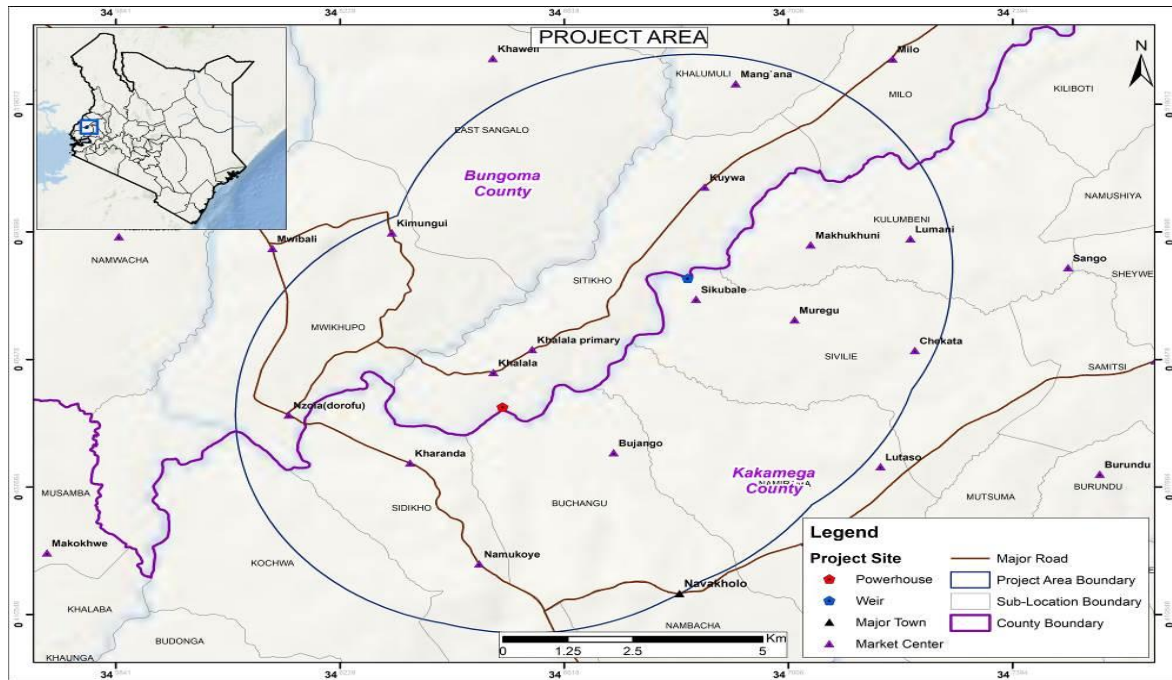 PROJECT AREA
N
Khaweli
KHALUMULI
Mang'ana
Milo
MILO
KILIBOTI
EAST SANGALO
Bungoma
County
Kuywa
NAMUSHIYA
KULUMBENI
Kimungui
Mwibali
NAMWACHA
Makhukhuni
Lumani
Sango
SHEYWE
SITIKHO
Sikubale
Muregu
MWIKHUPO
Khalala primary
Khalala
SIVILIE
Chekata
SAMITSI
Nzoia(dorofu)
Bujango
Kharanda
Kakamega
County
Lutaso
Burundu
BURUNDU
MUTSUMA
MUSAMBA
SIDIKHO
BUCHANGU
Makokhwe
KOCHWA
Namukoye
Navakholo
KHALABA
NAMBACHA
BUDONGA
KHAUNGA
0 1.25 2.5 5
Km
Legend
Project Site
Powerhouse
Weir
Major Town
Market Center
Major Road
Project Area Boundary
Sub-Location Boundary
County Boundary